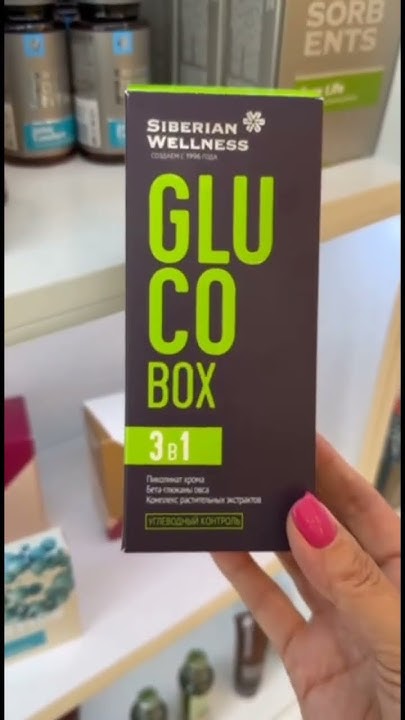 SORB
ENTS
SIBERIAN
WELLNESS
СОЗДАЕМ С 1996 ГОДА
GLU
CO
BOX
3 в 1
Пиколинат хрома
Бета-глюканы овса
Комплекс растительных экстрактов
УГЛЕВОДНЫЙ КОНТРОЛЬ